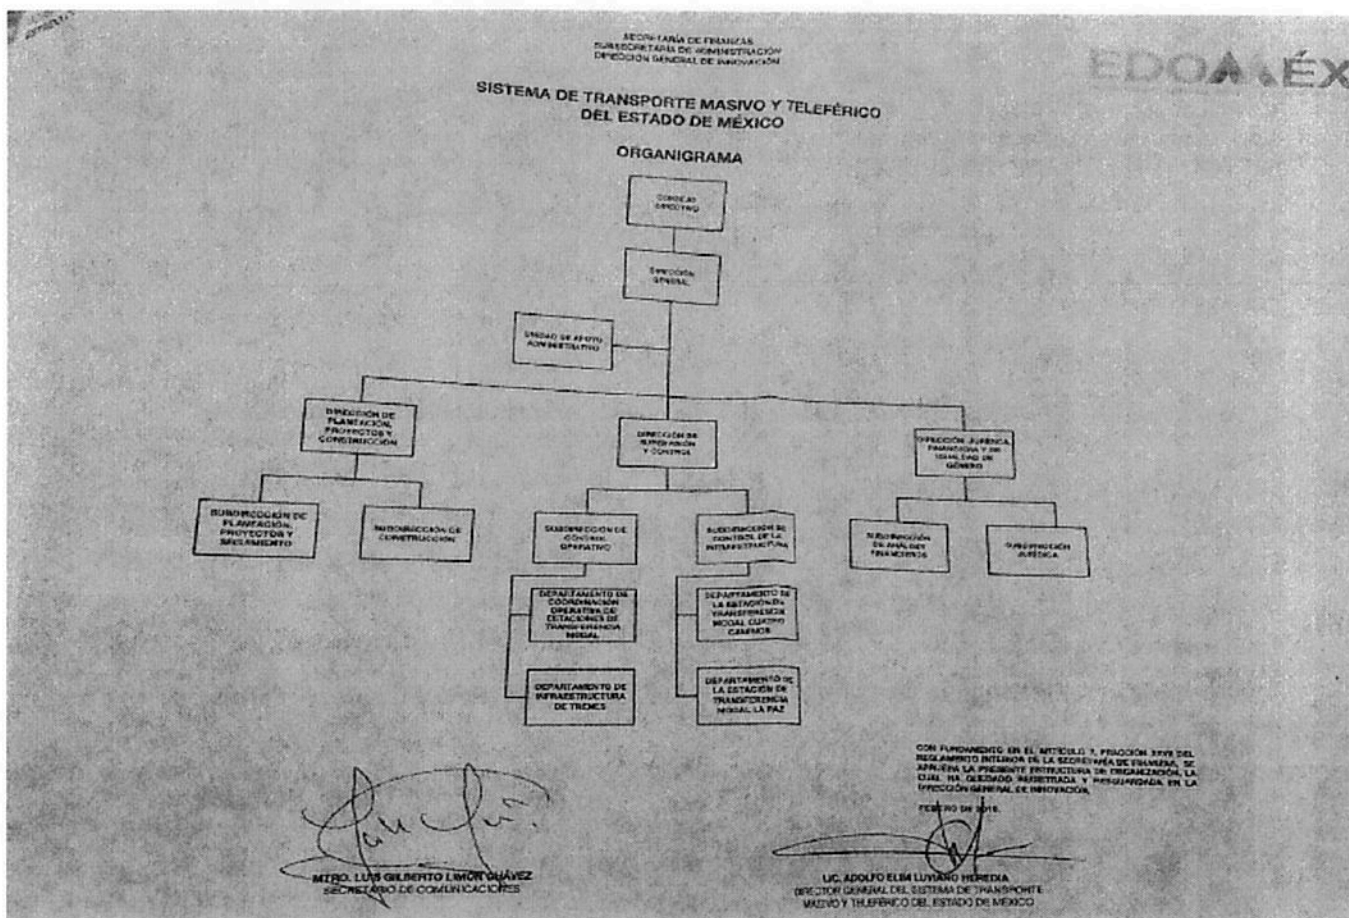 SECRETARÍA DE FINANZAS
SUBSECRETARÍA DE ADMINISTRACIÓN
DIRECCIÓN GENERAL DE INNOVACIÓN
EDOMÉX
SISTEMA DE TRANSPORTE MASIVO Y TELEFÉRICO
DEL ESTADO DE MÉXICO
ORGANIGRAMA
CONSEJO
DIRECTIVO
DIRECCIÓN
GENERAL
UNIDAD DE APOYO
ADMINISTRATIVO
DIRECCIÓN DE
PLANEACIÓN,
PROYECTOS Y
CONSTRUCCIÓN
DIRECCIÓN DE
SUPERVISIÓN
Y CONTROL
DIRECCIÓN JURÍDICA,
FINANCIERA Y DE
IGUALDAD DE
GÉNERO
SUBDIRECCIÓN DE
PLANEACIÓN,
PROYECTOS Y
SUBDIRECCIÓN DE
CONSTRUCCIÓN
SUBDIRECCIÓN DE
CONTROL
OPERATIVO
SUBDIRECCIÓN DE
CONTROL DE LA
INFRAESTRUCTURA
SUBDIRECCIÓN
DE ANÁLISIS
FINANCIEROS
SUBDIRECCIÓN
JURÍDICA
DEPARTAMENTO DE
COORDINACIÓN
OPERATIVA DE
ESTACIONES DE
TRANSFERENCIA
MODAL
DEPARTAMENTO DE
LA ESTACIÓN DE
TRANSFERENCIA
MODAL CUATRO
CAMINOS
DEPARTAMENTO DE
INFRAESTRUCTURA
DE TRENES
DEPARTAMENTO DE
LA ESTACIÓN DE
TRANSFERENCIA
MODAL LA PAZ
CON FUNDAMENTO EN EL ARTÍCULO 7, FRACCIÓN DEL
REGLAMENTO INTERIOR DE LA SECRETARÍA DE FINANZAS, SE
APRUEBA LA PRESENTE ESTRUCTURA DE ORGANIZACIÓN, LA
CUAL HA QUEDADO REGISTRADA Y RESGUARDADA EN LA
DIRECCIÓN GENERAL DE INNOVACIÓN.
FEBRERO DE
MTRO. LUIS GILBERTO LIMÓN CHÁVEZ
SECRETARIO DE COMUNICACIONES
LIC. ADOLFO ELIM LUVIANO HEREDIA
DIRECTOR GENERAL DEL SISTEMA DE TRANSPORTE
MASIVO Y TELEFÉRICO DEL ESTADO DE MÉXICO